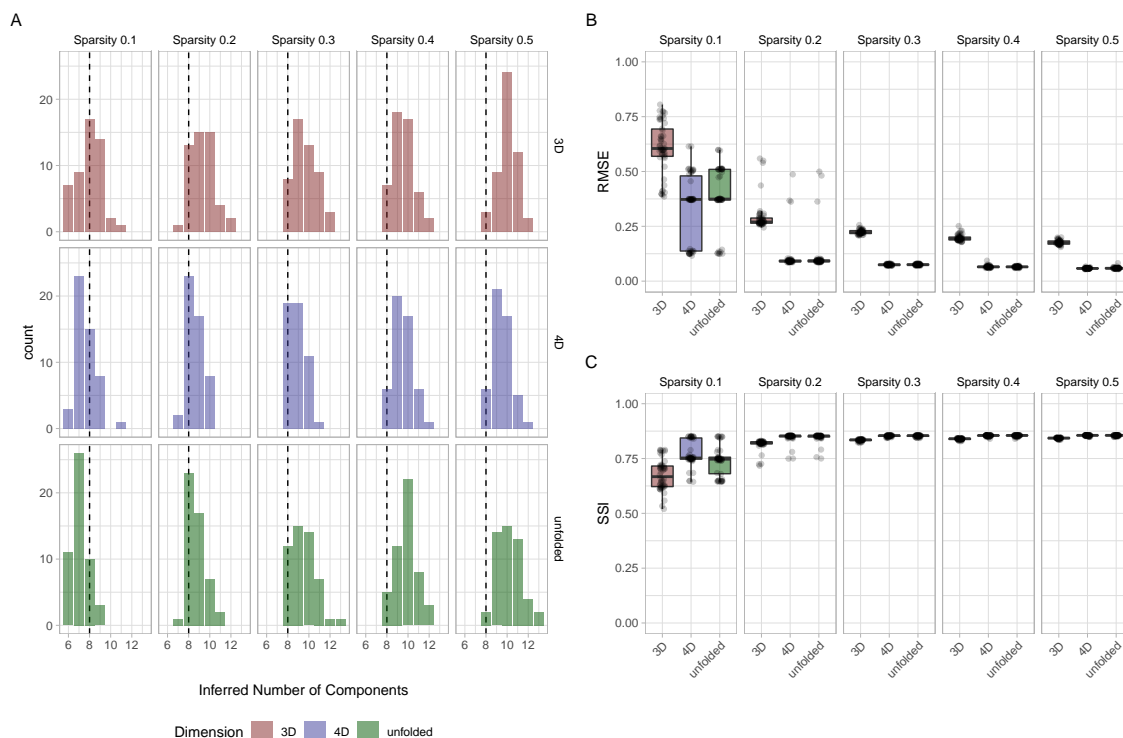 A
Sparsity 0.1 Sparsity 0.2 Sparsity 0.3 Sparsity 0.4 Sparsity 0.5
20
10
0
3D
20
10
0
4D
20
10
0
unfolded
count
6 8 10 12 6 8 10 12 6 8 10 12 6 8 10 12 6 8 10 12
Inferred Number of Components
Dimension 3D 4D unfolded
B
Sparsity 0.1 Sparsity 0.2 Sparsity 0.3 Sparsity 0.4 Sparsity 0.5
1.00
0.75
0.50
0.25
0.00
RMSE
3D 4D unfolded 3D 4D unfolded 3D 4D unfolded 3D 4D unfolded 3D 4D unfolded
C
Sparsity 0.1 Sparsity 0.2 Sparsity 0.3 Sparsity 0.4 Sparsity 0.5
1.00
0.75
0.50
0.25
0.00
SSI
3D 4D unfolded 3D 4D unfolded 3D 4D unfolded 3D 4D unfolded 3D 4D unfolded